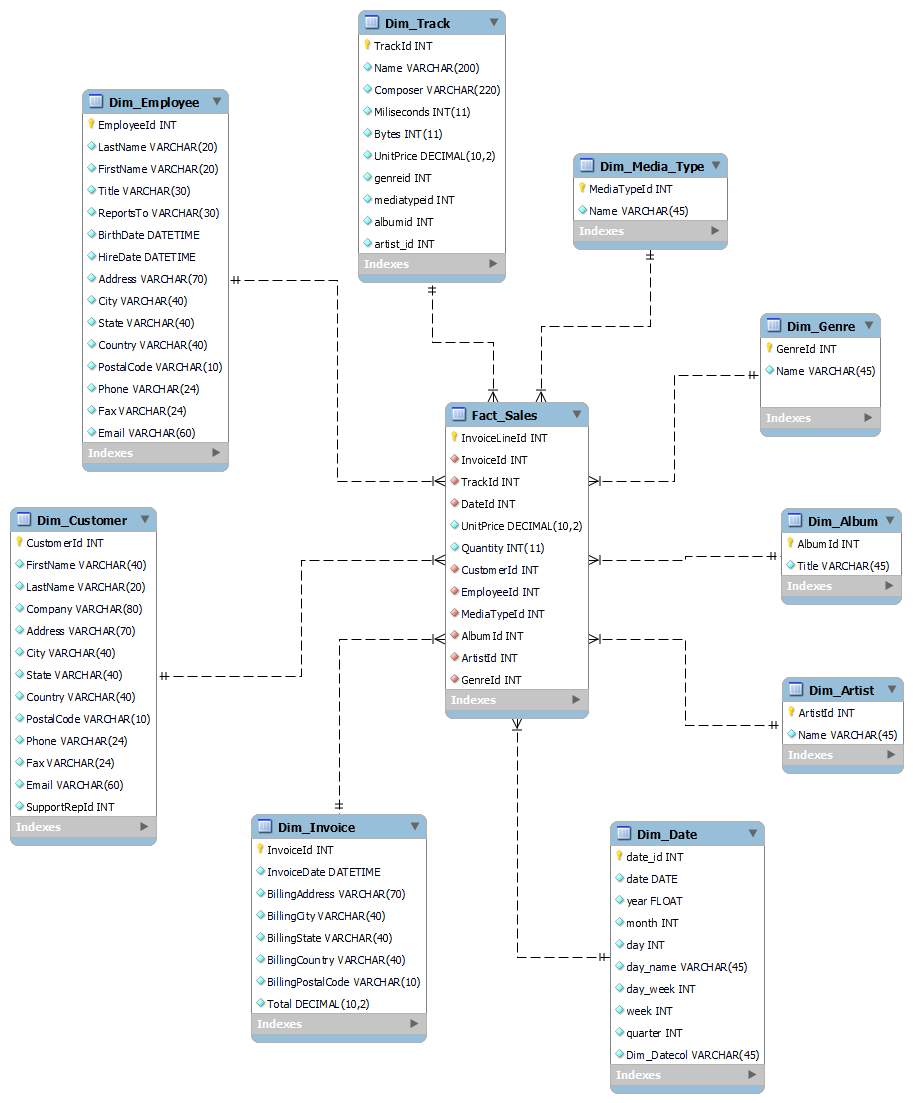 Dim_Track
TrackId INT
Name VARCHAR(200)
Composer VARCHAR(220)
Miliseconds INT(11)
Bytes INT(11)
UnitPrice DECIMAL(10,2)
genreid INT
mediatypeid INT
albumid INT
artist_id INT
Indexes
Dim_Employee
EmployeeId INT
LastName VARCHAR(20)
FirstName VARCHAR(20)
Title VARCHAR(30)
ReportsTo VARCHAR(30)
BirthDate DATETIME
HireDate DATETIME
Address VARCHAR(70)
City VARCHAR(40)
State VARCHAR(40)
Country VARCHAR(40)
PostalCode VARCHAR(10)
Phone VARCHAR(24)
Fax VARCHAR(24)
Email VARCHAR(60)
Indexes
Dim_Media_Type
MediaTypeId INT
Name VARCHAR(45)
Indexes
Dim_Genre
GenreId INT
Name VARCHAR(45)
Indexes
Fact_Sales
InvoiceLineId INT
InvoiceId INT
TrackId INT
DateId INT
UnitPrice DECIMAL(10,2)
Quantity INT(11)
CustomerId INT
EmployeeId INT
MediaTypeId INT
AlbumId INT
ArtistId INT
GenreId INT
Indexes
Dim_Customer
CustomerId INT
FirstName VARCHAR(40)
LastName VARCHAR(20)
Company VARCHAR(80)
Address VARCHAR(70)
City VARCHAR(40)
State VARCHAR(40)
Country VARCHAR(40)
PostalCode VARCHAR(10)
Phone VARCHAR(24)
Fax VARCHAR(24)
Email VARCHAR(60)
SupportRepId INT
Indexes
Dim_Album
AlbumId INT
Title VARCHAR(45)
Indexes
Dim_Artist
ArtistId INT
Name VARCHAR(45)
Indexes
Dim_Invoice
InvoiceId INT
InvoiceDate DATETIME
BillingAddress VARCHAR(70)
BillingCity VARCHAR(40)
BillingState VARCHAR(40)
BillingCountry VARCHAR(40)
BillingPostalCode VARCHAR(10)
Total DECIMAL(10,2)
Indexes
Dim_Date
date_id INT
date DATE
year FLOAT
month INT
day INT
day_name VARCHAR(45)
day_week INT
week INT
quarter INT
Dim_Datecol VARCHAR(45)
Indexes